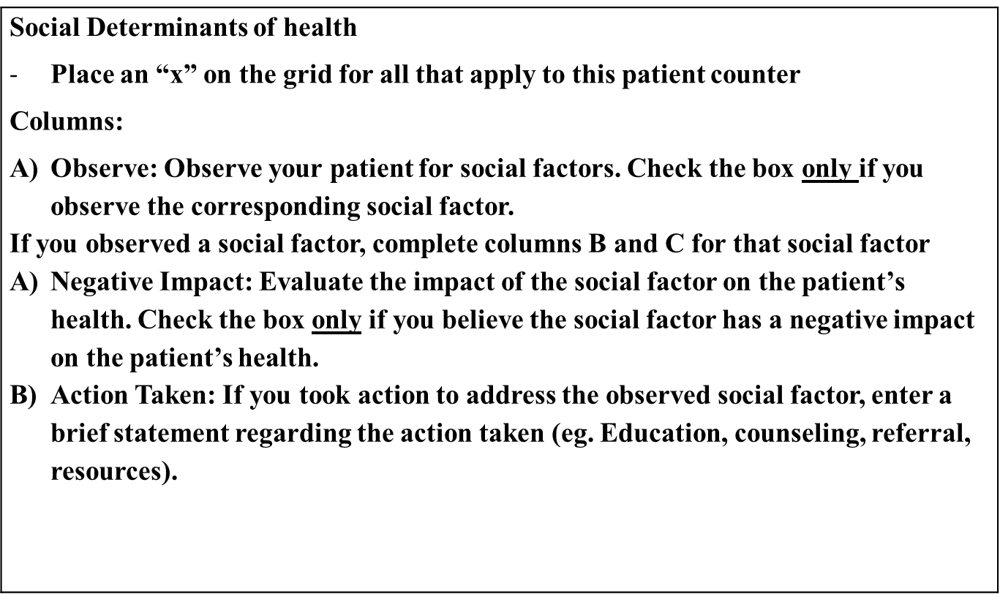 Social Determinants of health
- Place an “x” on the grid for all that apply to this patient counter
Columns:
A) Observe: Observe your patient for social factors. Check the box only if you
observe the corresponding social factor.
If you observed a social factor, complete columns B and C for that social factor
A) Negative Impact: Evaluate the impact of the social factor on the patient’s
health. Check the box only if you believe the social factor has a negative impact
on the patient’s health.
B) Action Taken: If you took action to address the observed social factor, enter a
brief statement regarding the action taken (eg. Education, counseling, referral,
resources).